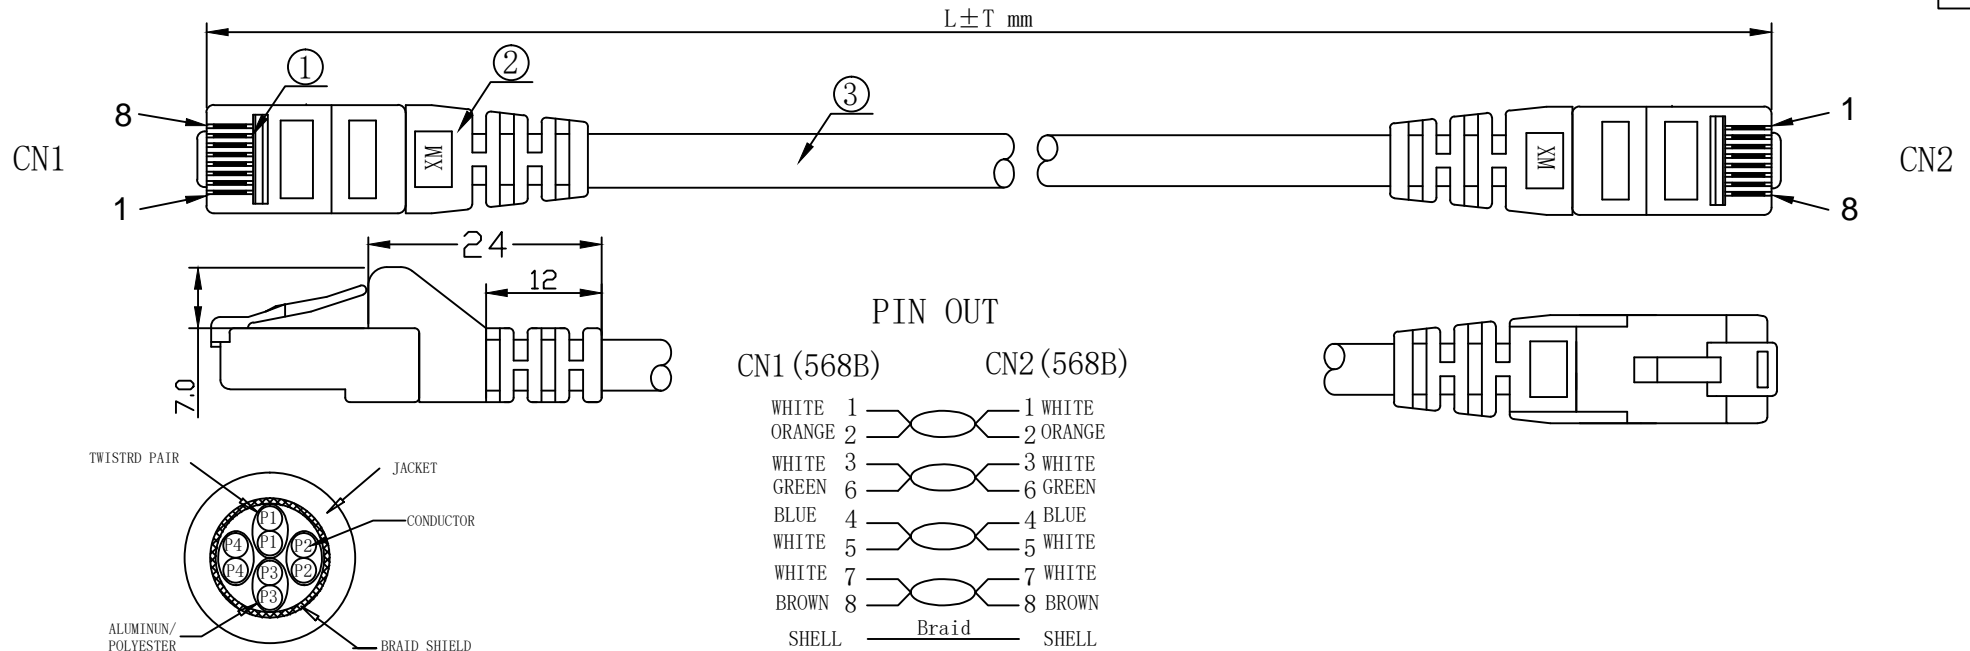 L±T mm
① ② ③
8
1
CN1
XM
XM
1
8
CN2
24
12
7.0
PIN OUT
CN1(568B) CN2(568B)
WHITE 1 1 WHITE
ORANGE 2 2 ORANGE
WHITE 3 3 WHITE
GREEN 6 6 GREEN
BLUE 4 4 BLUE
WHITE 5 5 WHITE
WHITE 7 7 WHITE
BROWN 8 8 BROWN
SHELL Braid SHELL
TWISTRD PAIR
JACKET
CONDUCTOR
P1
P1
P4 P2
P4 P2
P3
P3
ALUMINUN/
POLYESTER
BRAID SHIELD